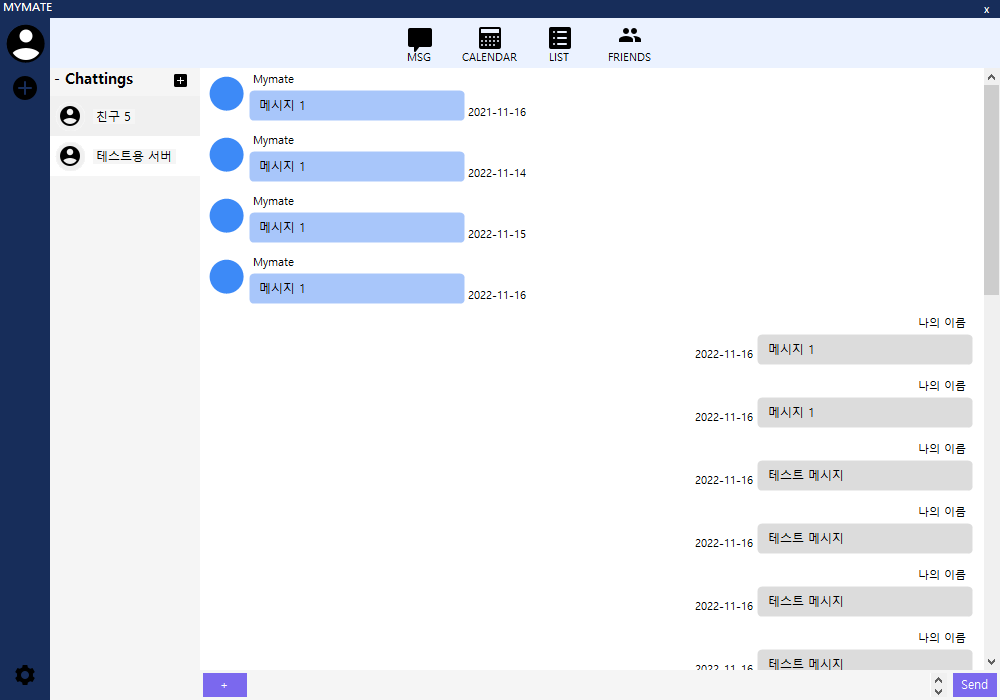 MYMATE
x
MSG
CALENDAR
LIST
FRIENDS
- Chattings
친구 5
테스트용 서버
Mymate
메시지 1
2021-11-16
Mymate
메시지 1
2022-11-14
Mymate
메시지 1
2022-11-15
Mymate
메시지 1
2022-11-16
나의 이름
2022-11-16
메시지 1
나의 이름
2022-11-16
메시지 1
나의 이름
2022-11-16
테스트 메시지
나의 이름
2022-11-16
테스트 메시지
나의 이름
2022-11-16
테스트 메시지
나의 이름
2022-11-16
테스트 메시지
+
Send